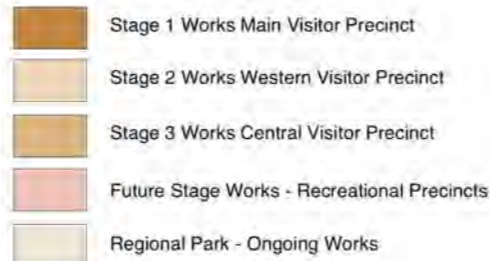 Stage 1 Works Main Visitor Precinct
Stage 2 Works Western Visitor Precinct
Stage 3 Works Central Visitor Precinct
Future Stage Works - Recreational Precincts
Regional Park - Ongoing Works